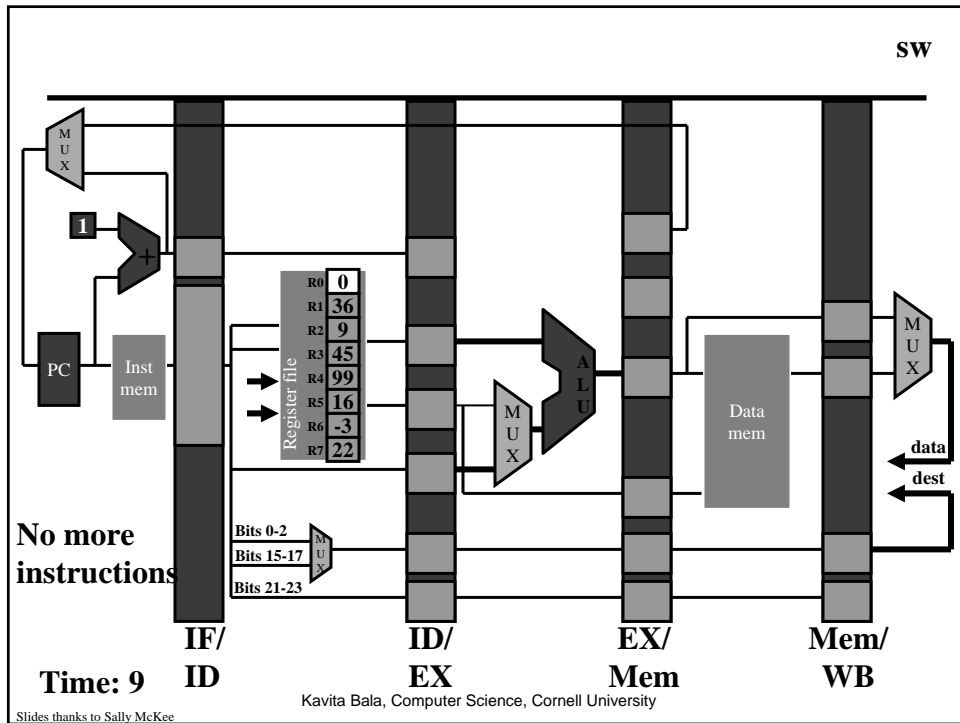 sw
M
U
X
1
+
R0 0
R1 36
R2 9
R3 45
R4 99
R5 16
R6 -3
R7 22
Register file
PC
Inst
mem
M
U
X
A
L
U
Data
mem
M
U
X
data
dest
No more
instructions
Bits 0-2
Bits 15-17
Bits 21-23
M
U
X
IF/
ID
ID/
EX
EX/
Mem
Mem/
WB
Time: 9
Kavita Bala, Computer Science, Cornell University
Slides thanks to Sally McKee